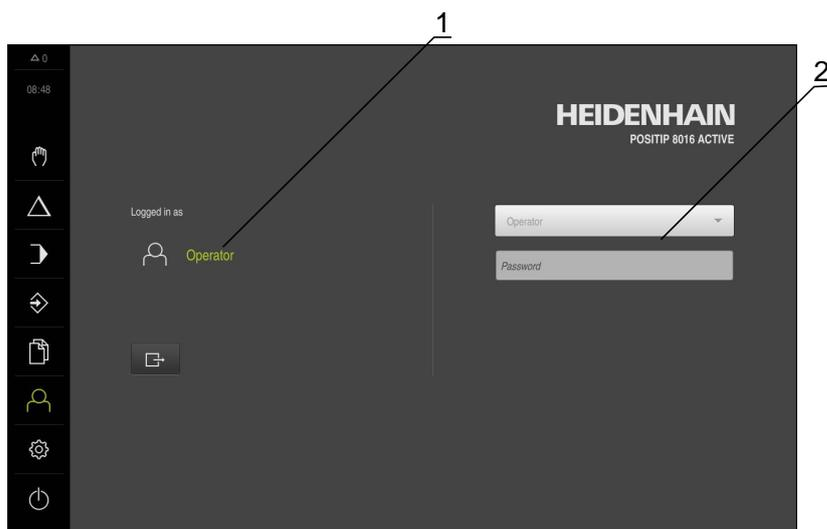 1
2
0
08:48
HEIDENHAIN
POSITIP 8016 ACTIVE
Logged in as
Operator
Operator
Password